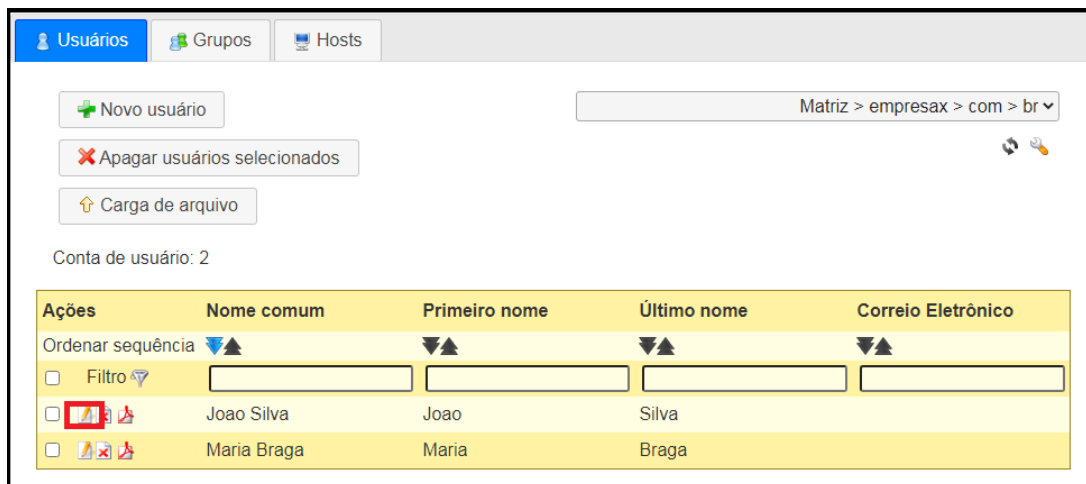 Usuários Grupos Hosts
Novo usuário Matriz > empresax > com > br
Apagar usuários selecionados
Carga de arquivo
Conta de usuário: 2
Ações Nome comum Primeiro nome Último nome Correio Eletrônico
Ordenar sequência
Filtro
Joao Silva Joao Silva
Maria Braga Maria Braga